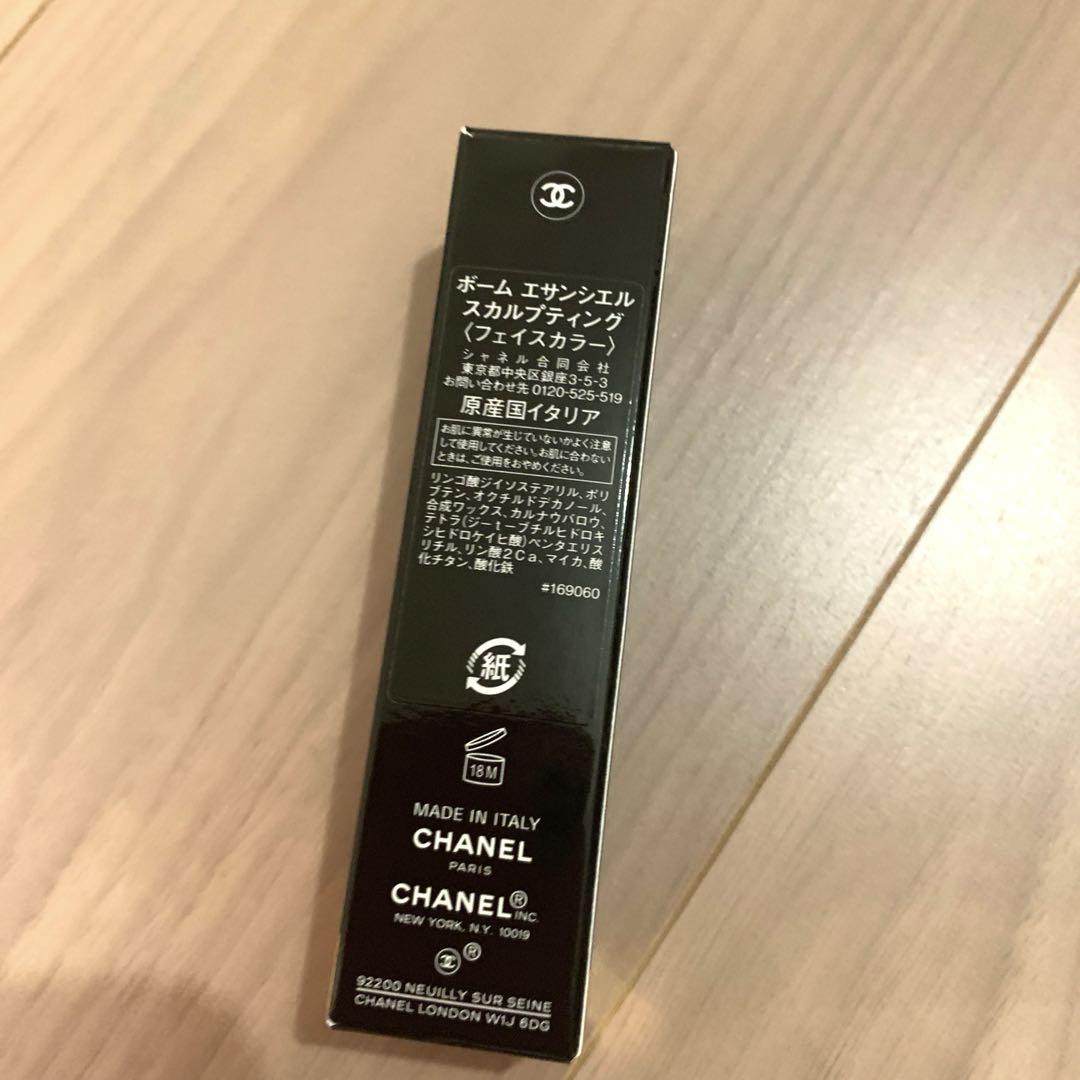 ボーム エサンシエル
スカルプティング
〈フェイスカラー〉
シャネル合同会社
東京都中央区銀座3-5-3
お問い合わせ先 0120-525-519
原産国イタリア
お肌に異常が生じていないかよく注意
して使用してください。お肌に合わない
ときは、ご使用をおやめください。
リンゴ酸ジイソステアリル、ポリ
ブテン、オクチルドデカノール、
合成ワックス、カルナウバロウ、
テトラ(ジーtーブチルヒドロキ
シヒドロケイヒ酸)ペンタエリス
リチル、リン酸2Ca、マイカ、酸
化チタン、酸化鉄
#169060
紙
18M
MADE IN ITALY
CHANEL
PARIS
CHANEL® INC.
NEW YORK, N.Y. 10019
®
92200 NEUILLY SUR SEINE
CHANEL LONDON W1J 6DG